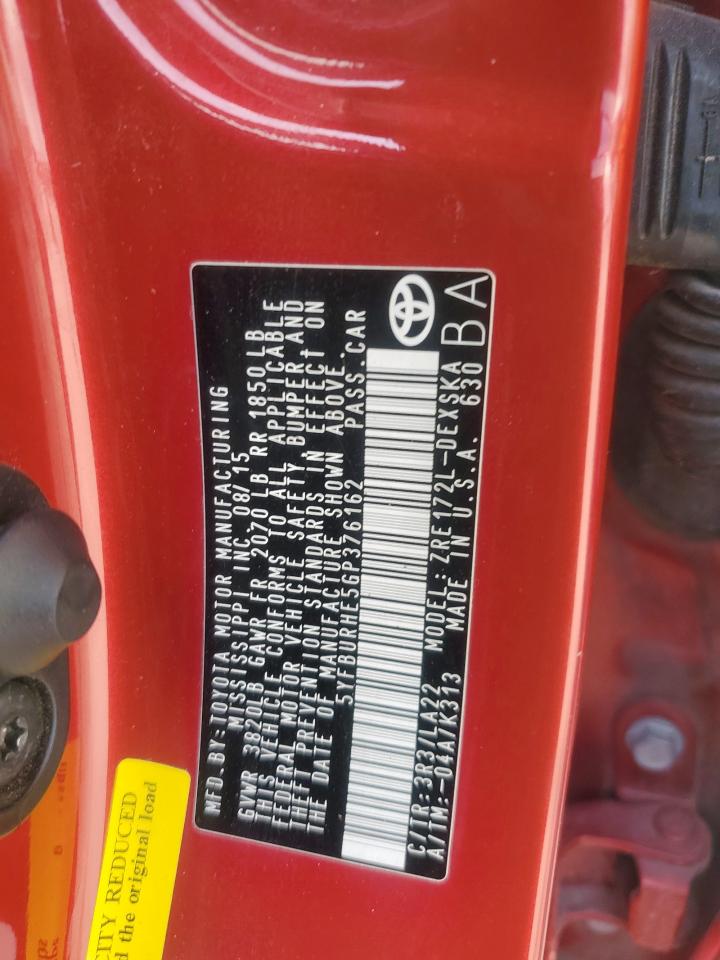 MFD.BY:TOYOTA MOTOR MANUFACTURING
MISSISSIPPI INC. 08/15
GVWR 3820LB GAWR FR 2070 LB RR 1850LB
THIS VEHICLE CONFORMS TO ALL APPLICABLE
FEDERAL MOTOR VEHICLE SAFETY, BUMPER, AND
THEFT PREVENTION STANDARDS IN EFFECT ON
THE DATE OF MANUFACTURE SHOWN ABOVE.
5YFBURHE5GP376162 PASS.CAR
C/TR:3R3/LA22 MODEL:ZRE172L-DEXSKA
A/TM:-04A/K313 MADE IN U.S.A. 630
BA
CITY REDUCED
d the original load